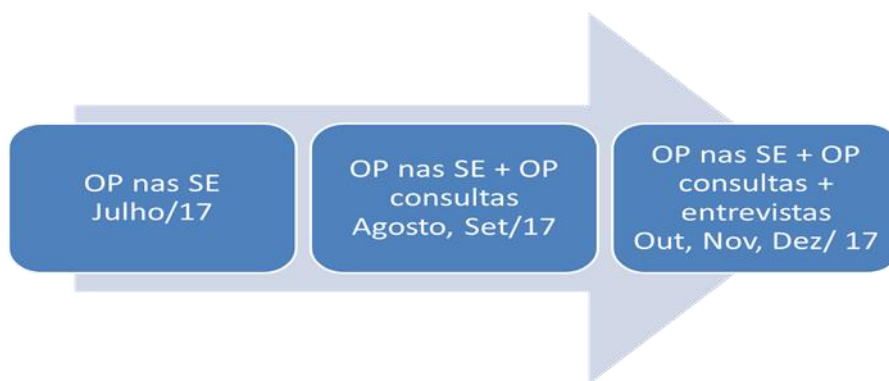 OP nas SE
Julho/17
OP nas SE + OP
consultas
Agosto, Set/17
OP nas SE + OP
consultas +
entrevistas
Out, Nov, Dez/ 17